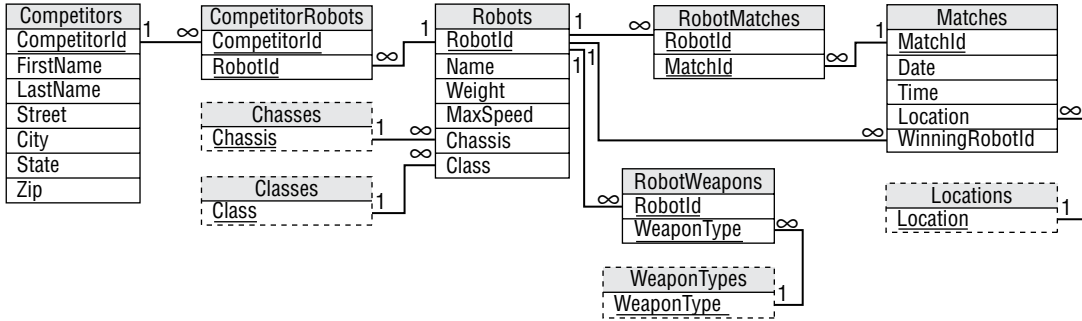 Competitors
CompetitorId
FirstName
LastName
Street
City
State
Zip
1
∞
CompetitorRobots
CompetitorId
RobotId
∞
1
Chasses
Chassis
1
∞
Classes
Class
1
∞
Robots
RobotId
Name
Weight
MaxSpeed
Chassis
Class
1
∞
1
1
∞
∞
RobotMatches
RobotId
MatchId
∞
1
RobotWeapons
RobotId
WeaponType
∞
WeaponTypes
WeaponType
1
Matches
MatchId
Date
Time
Location
WinningRobotId
∞
Locations
Location
1